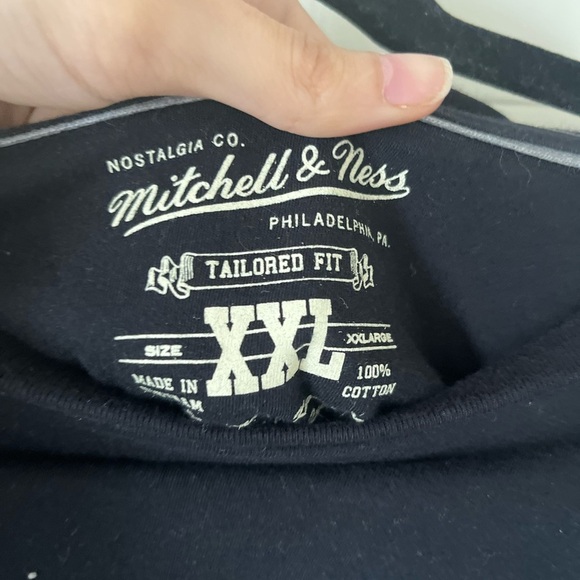 NOSTALGIA CO.
Mitchell & Ness
PHILADELPHIA, PA.
TAILORED FIT
XXL
SIZE
XXLARGE
MADE IN
100%
COTTON